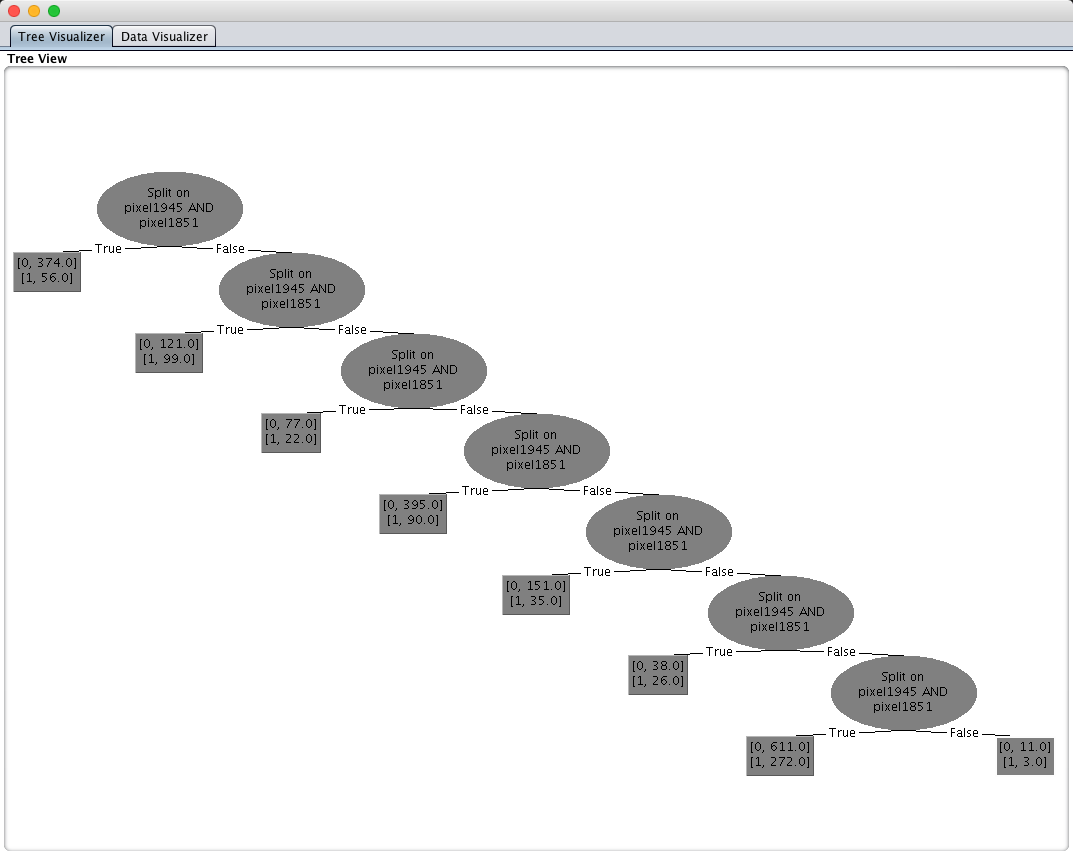 Tree Visualizer Data Visualizer
Tree View
Split on
pixel1945 AND
pixel1851
True False
[0, 374.0]
[1, 56.0]
Split on
pixel1945 AND
pixel1851
True False
[0, 121.0]
[1, 99.0]
Split on
pixel1945 AND
pixel1851
True False
[0, 77.0]
[1, 22.0]
Split on
pixel1945 AND
pixel1851
True False
[0, 395.0]
[1, 90.0]
Split on
pixel1945 AND
pixel1851
True False
[0, 151.0]
[1, 35.0]
Split on
pixel1945 AND
pixel1851
True False
[0, 38.0]
[1, 26.0]
Split on
pixel1945 AND
pixel1851
True False
[0, 611.0]
[1, 272.0]
[0, 11.0]
[1, 3.0]